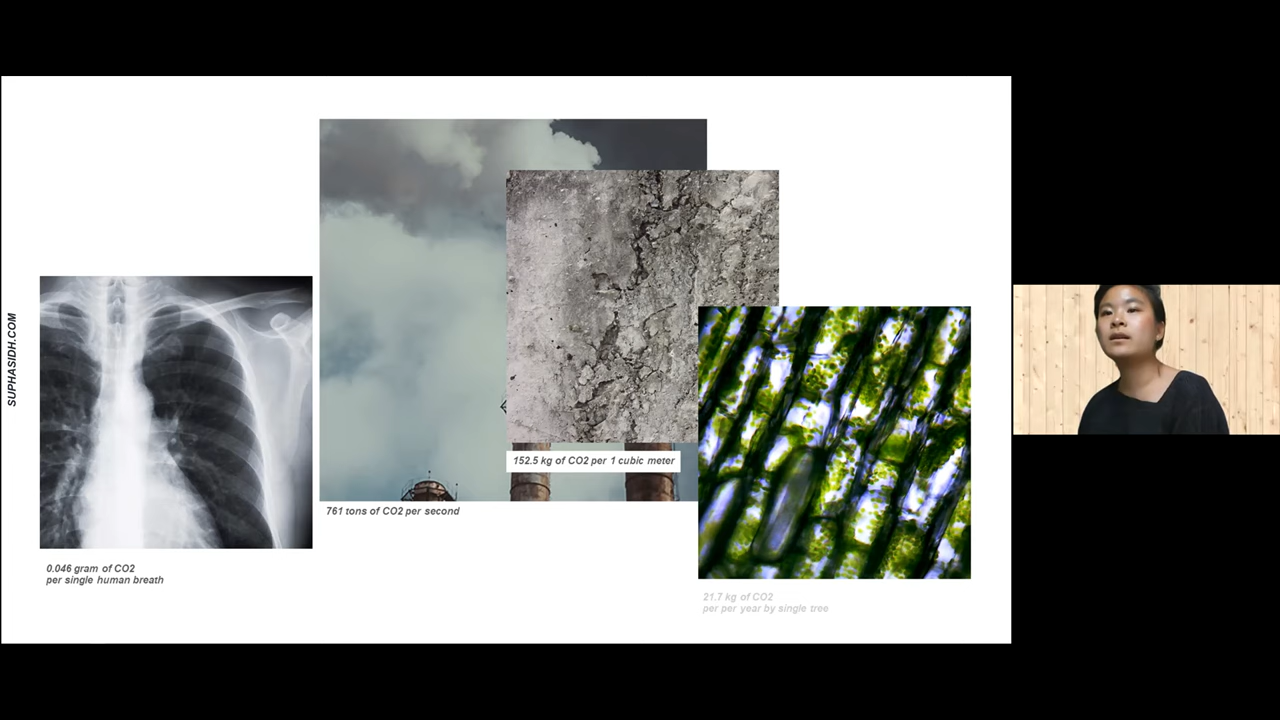 SUPHASIDH.COM
0.046 gram of CO2
per single human breath
761 tons of CO2 per second
152.5 kg of CO2 per 1 cubic meter
21.7 kg of CO2
per per year by single tree